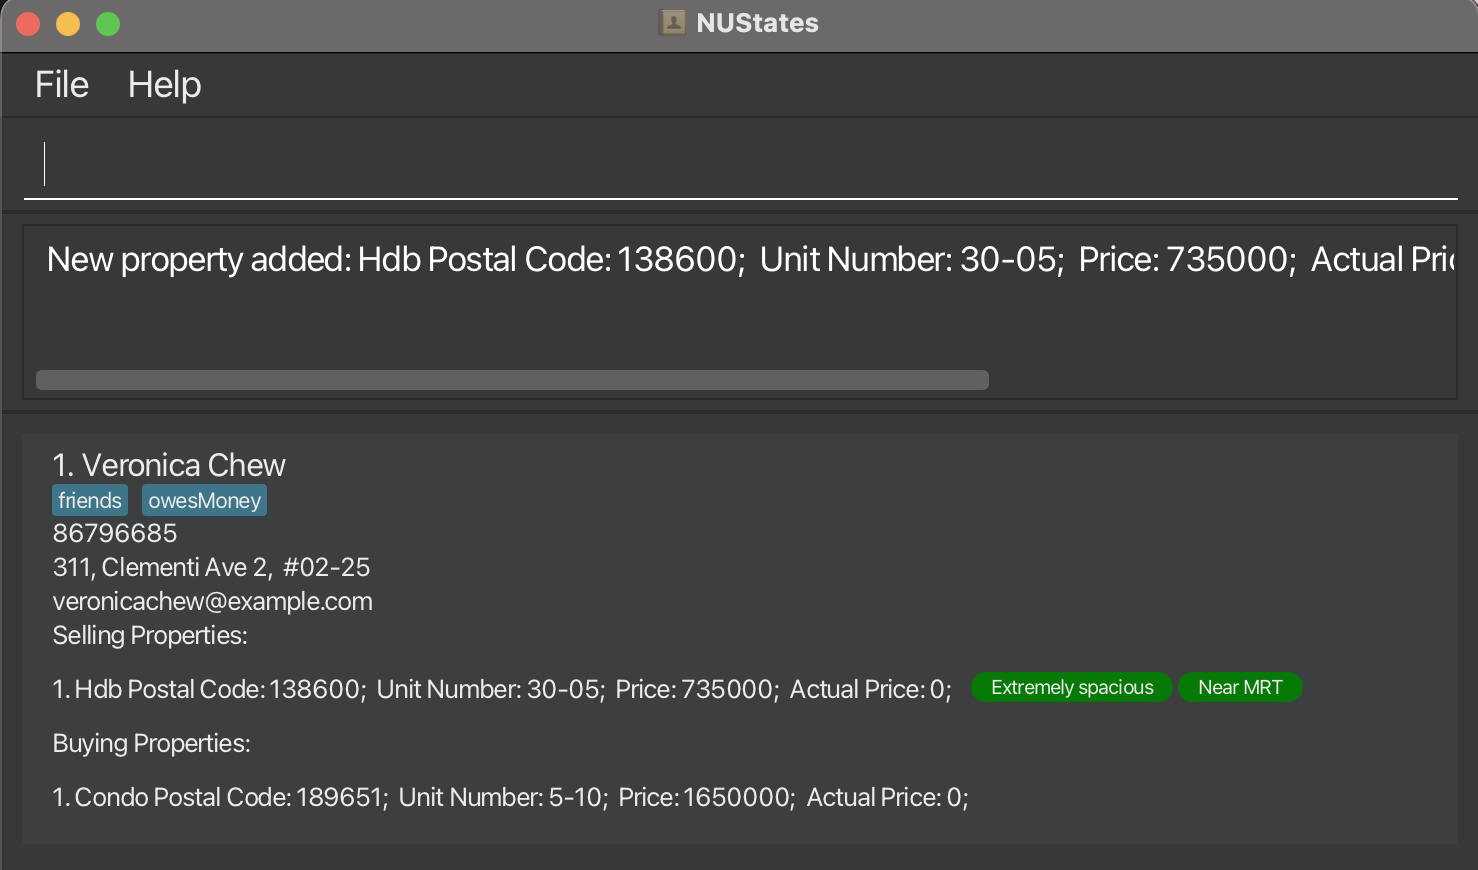 NUStates
File Help
New property added: Hdb Postal Code: 138600; Unit Number: 30-05; Price: 735000; Actual Pric
1. Veronica Chew
friends owesMoney
86796685
311, Clementi Ave 2, #02-25
veronicachew@example.com
Selling Properties:
1. Hdb Postal Code: 138600; Unit Number: 30-05; Price: 735000; Actual Price: 0; Extremely spacious Near MRT
Buying Properties:
1. Condo Postal Code: 189651; Unit Number: 5-10; Price: 1650000; Actual Price: 0;